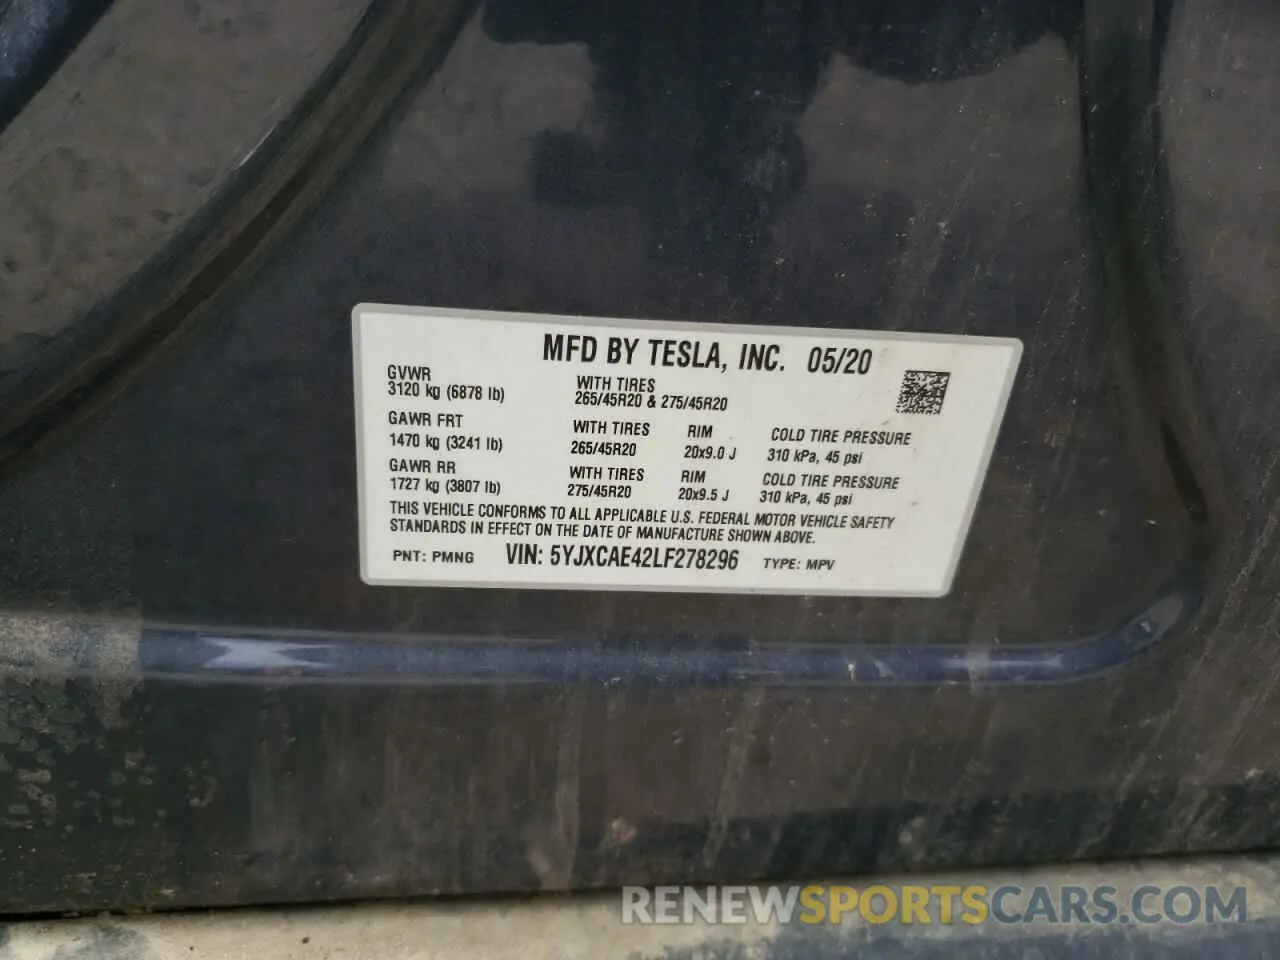 MFD BY TESLA, INC. 05/20
GVWR
3120 kg (6878 lb)
WITH TIRES
265/45R20 & 275/45R20
GAWR FRT
1470 kg (3241 lb)
WITH TIRES
265/45R20
RIM
20x9.0 J
COLD TIRE PRESSURE
310 kPa, 45 psi
GAWR RR
1727 kg (3807 lb)
WITH TIRES
275/45R20
RIM
20x9.5 J
COLD TIRE PRESSURE
310 kPa, 45 psi
THIS VEHICLE CONFORMS TO ALL APPLICABLE U.S. FEDERAL MOTOR VEHICLE SAFETY
STANDARDS IN EFFECT ON THE DATE OF MANUFACTURE SHOWN ABOVE.
PNT: PMNG VIN: 5YJXCAE42LF278296 TYPE: MPV
RENEWSPORTSCARS.COM